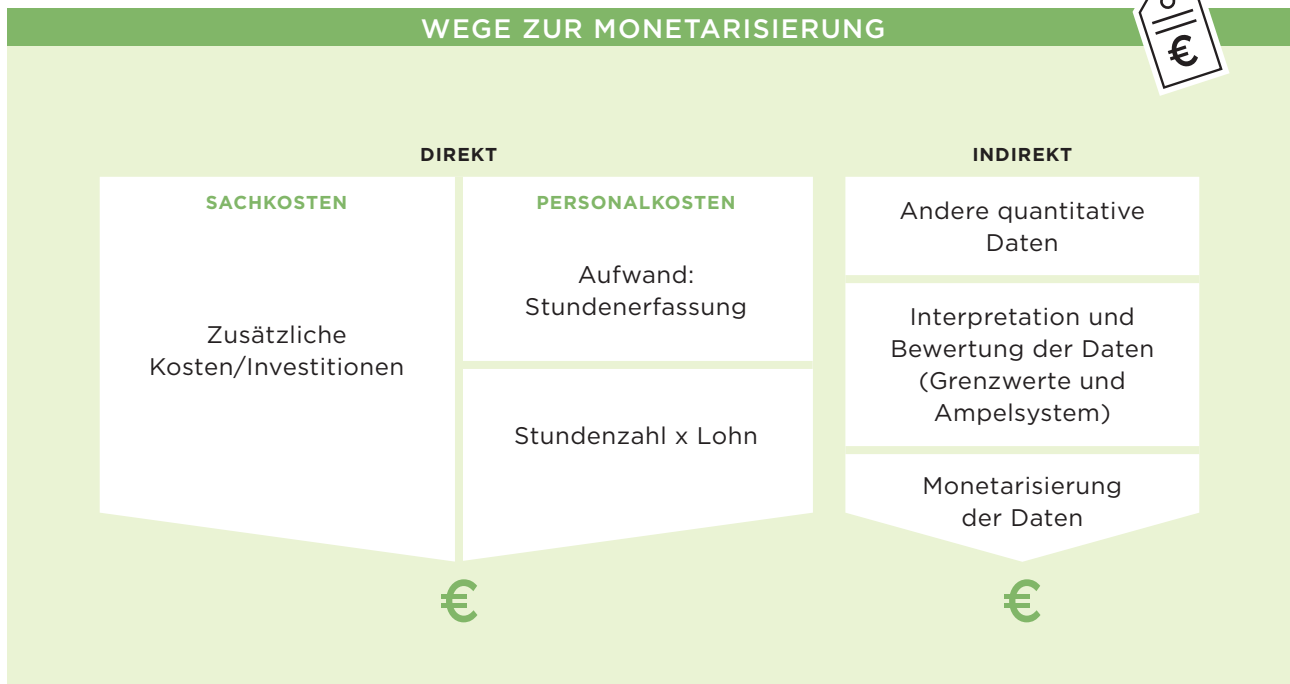 WEGE ZUR MONETARISIERUNG
€
DIREKT
SACHKOSTEN
Zusätzliche
Kosten/Investitionen
PERSONALKOSTEN
Aufwand:
Stundenerfassung
Stundenzahl x Lohn
€
INDIREKT
Andere quantitative
Daten
Interpretation und
Bewertung der Daten
(Grenzwerte und
Ampelsystem)
Monetarisierung
der Daten
€